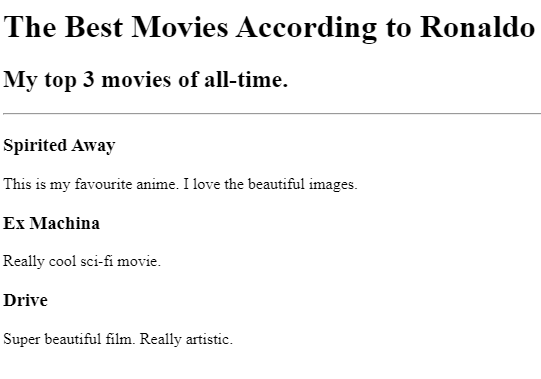 The Best Movies According to Ronaldo
My top 3 movies of all-time.
Spirited Away
This is my favourite anime. I love the beautiful images.
Ex Machina
Really cool sci-fi movie.
Drive
Super beautiful film. Really artistic.